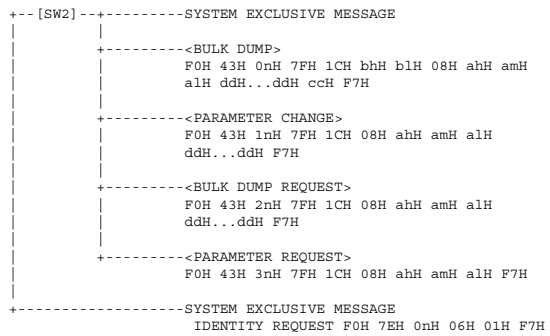 +--[SW2]--+---------SYSTEM EXCLUSIVE MESSAGE
+---------<BULK DUMP>
F0H 43H 0nH 7FH 1CH bhH blH 08H ahH amH
alH ddH...ddH ccH F7H
+---------<PARAMETER CHANGE>
F0H 43H 1nH 7FH 1CH 08H ahH amH alH
ddH...ddH F7H
+---------<BULK DUMP REQUEST>
F0H 43H 2nH 7FH 1CH 08H ahH amH alH
ddH...ddH F7H
+---------<PARAMETER REQUEST>
F0H 43H 3nH 7FH 1CH 08H ahH amH alH F7H
+-------------------SYSTEM EXCLUSIVE MESSAGE
IDENTITY REQUEST F0H 7EH 0nH 06H 01H F7H